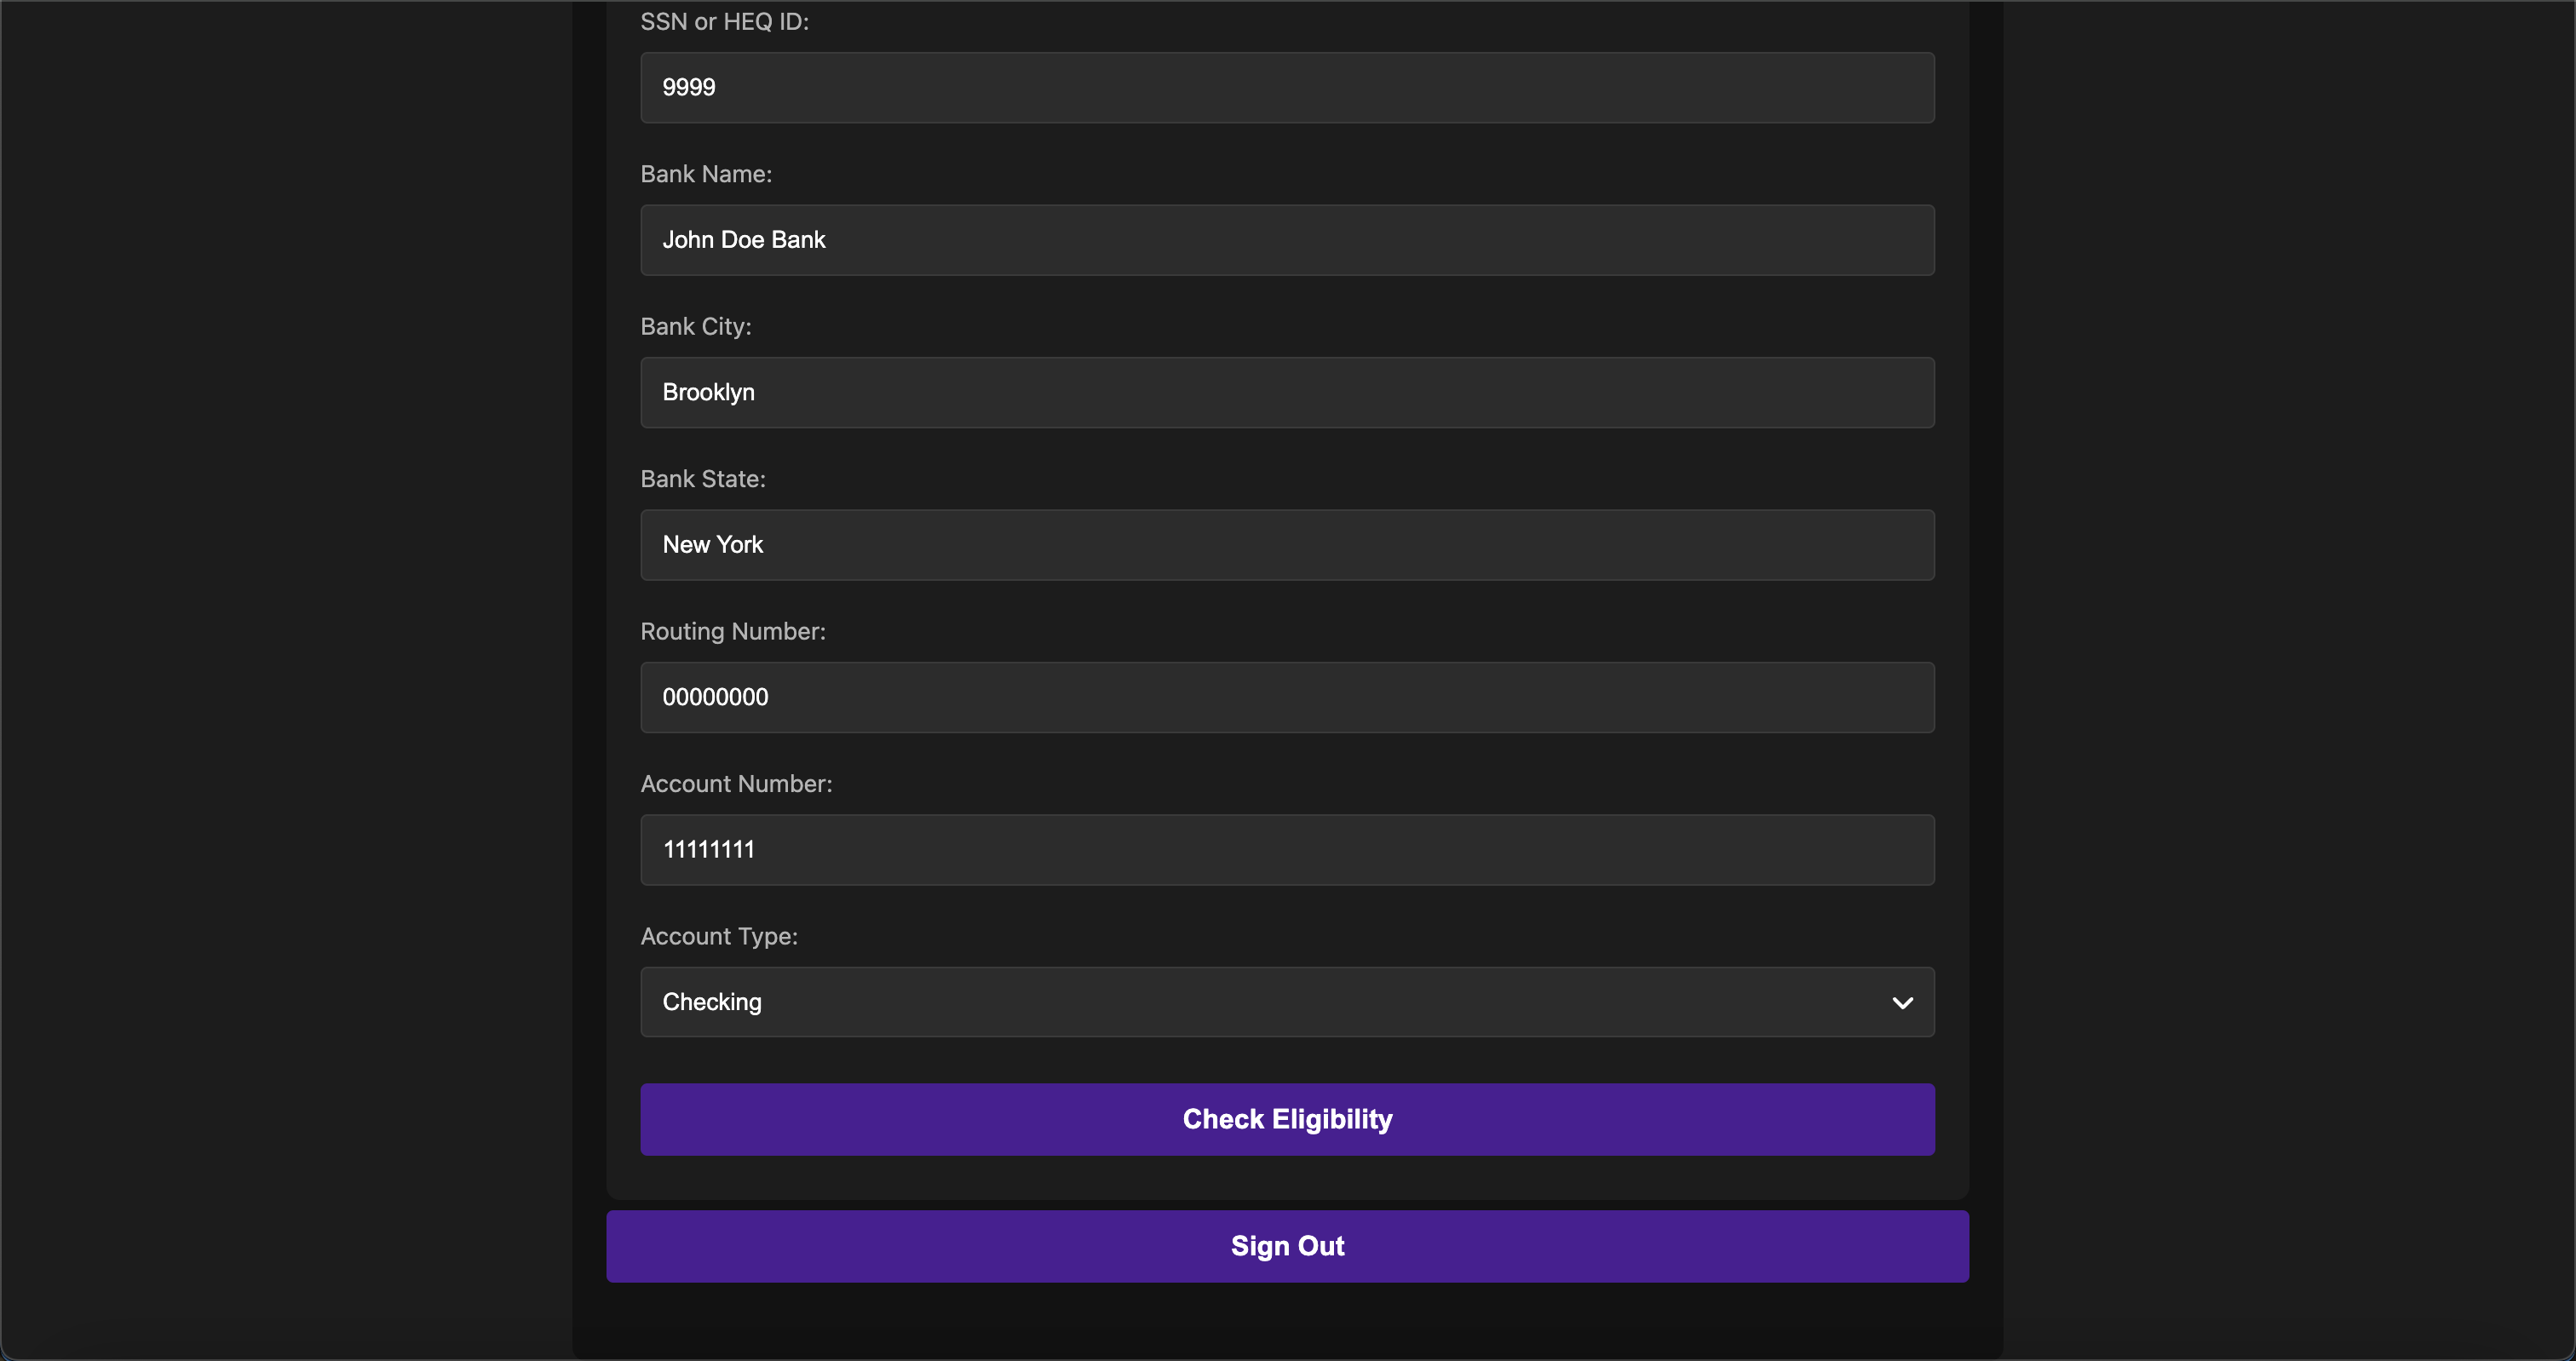 SSN or HEQ ID:
9999
Bank Name:
John Doe Bank
Bank City:
Brooklyn
Bank State:
New York
Routing Number:
00000000
Account Number:
11111111
Account Type:
Checking
Check Eligibility
Sign Out